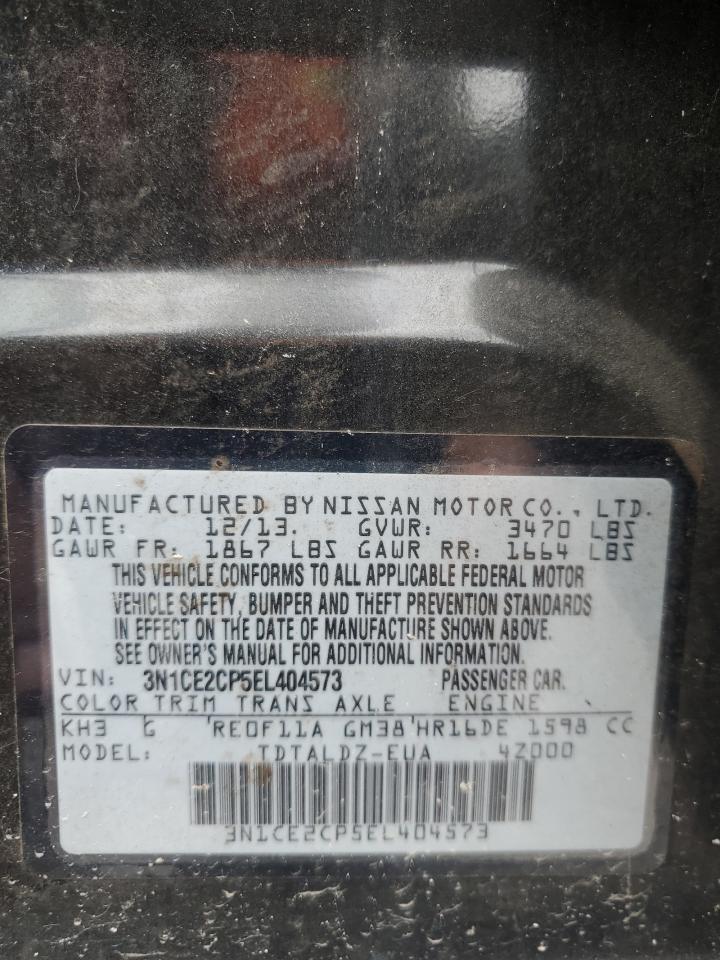 MANUFACTURED BY NISSAN MOTOR CO., LTD.
DATE: 12/13. GVWR: 3470 LBS
GAWR FR: 1867 LBS GAWR RR: 1664 LBS
THIS VEHICLE CONFORMS TO ALL APPLICABLE FEDERAL MOTOR
VEHICLE SAFETY, BUMPER AND THEFT PREVENTION STANDARDS
IN EFFECT ON THE DATE OF MANUFACTURE SHOWN ABOVE.
SEE OWNER'S MANUAL FOR ADDITIONAL INFORMATION.
VIN: 3N1CE2CP5EL404573 PASSENGER CAR.
COLOR TRIM TRANS AXLE ENGINE
KH3 G 'RE0F11A GM38'HR16DE 1598 CC
MODEL: TDTALDZ-EUA 4Z000
3N1CE2CP5EL404573